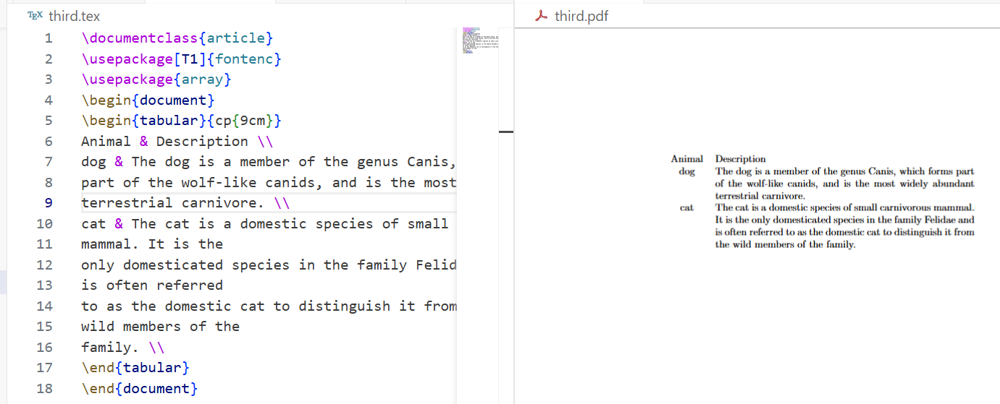 TEX third.tex
1 \documentclass{article}
2 \usepackage[T1]{fontenc}
3 \usepackage{array}
4 \begin{document}
5 \begin{tabular}{cp{9cm}}
6 Animal & Description \\
7 dog & The dog is a member of the genus Canis,
8 part of the wolf-like canids, and is the most
9 terrestrial carnivore. \\
10 cat & The cat is a domestic species of small
11 mammal. It is the
12 only domesticated species in the family Felid
13 is often referred
14 to as the domestic cat to distinguish it from
15 wild members of the
16 family. \\
17 \end{tabular}
18 \end{document}
third.pdf
Animal Description
dog The dog is a member of the genus Canis, which forms part
of the wolf-like canids, and is the most widely abundant
terrestrial carnivore.
cat The cat is a domestic species of small carnivorous mammal.
It is the only domesticated species in the family Felidae and
is often referred to as the domestic cat to distinguish it from
the wild members of the family.